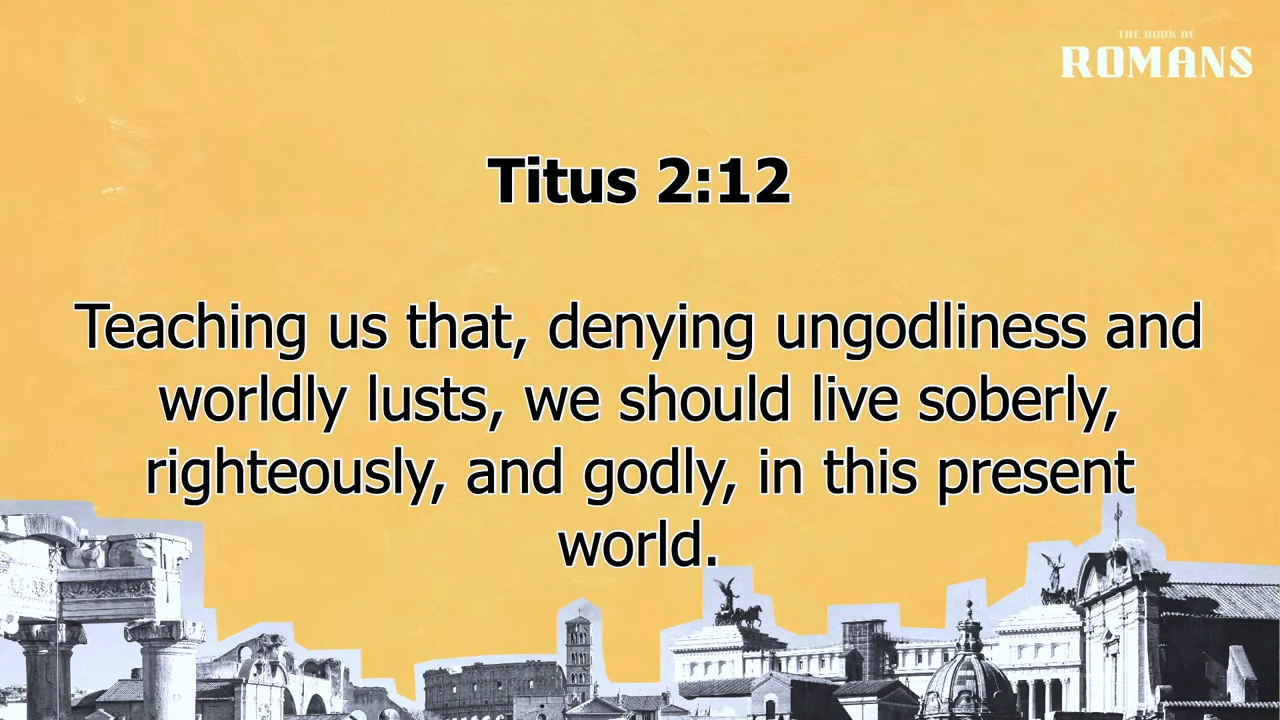 THE BOOK OF
ROMANS
Titus 2:12
Teaching us that, denying ungodliness and
worldly lusts, we should live soberly,
righteously, and godly, in this present
world.